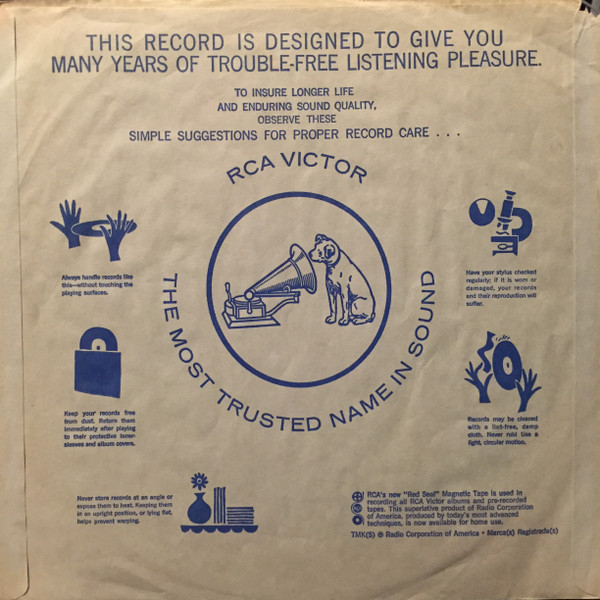 THIS RECORD IS DESIGNED TO GIVE YOU
MANY YEARS OF TROUBLE-FREE LISTENING PLEASURE.
TO INSURE LONGER LIFE
AND ENDURING SOUND QUALITY,
OBSERVE THESE
SIMPLE SUGGESTIONS FOR PROPER RECORD CARE . . .
RCA VICTOR
THE MOST TRUSTED NAME IN SOUND
Always handle records like
this—without touching the
playing surfaces.
Have your stylus checked
regularly; if it is worn or
damaged, your records
and their reproduction will
suffer.
Keep your records free
from dust. Return them
immediately after playing
to their protective inner-
sleeves and album covers.
Records may be cleaned
with a lint-free, damp
cloth. Never rub! Use a
light, circular motion.
Never store records at an angle or
expose them to heat. Keeping them
in an upright position, or lying flat,
helps prevent warping.
RCA's new "Red Seal" Magnetic Tape is used in
recording all RCA Victor albums and pre-recorded
tapes. This superlative product of Radio Corporation
of America, produced by today's most advanced
techniques, is now available for home use.
TMK(S) ® Radio Corporation of America • Marca(s) Registrada(s)